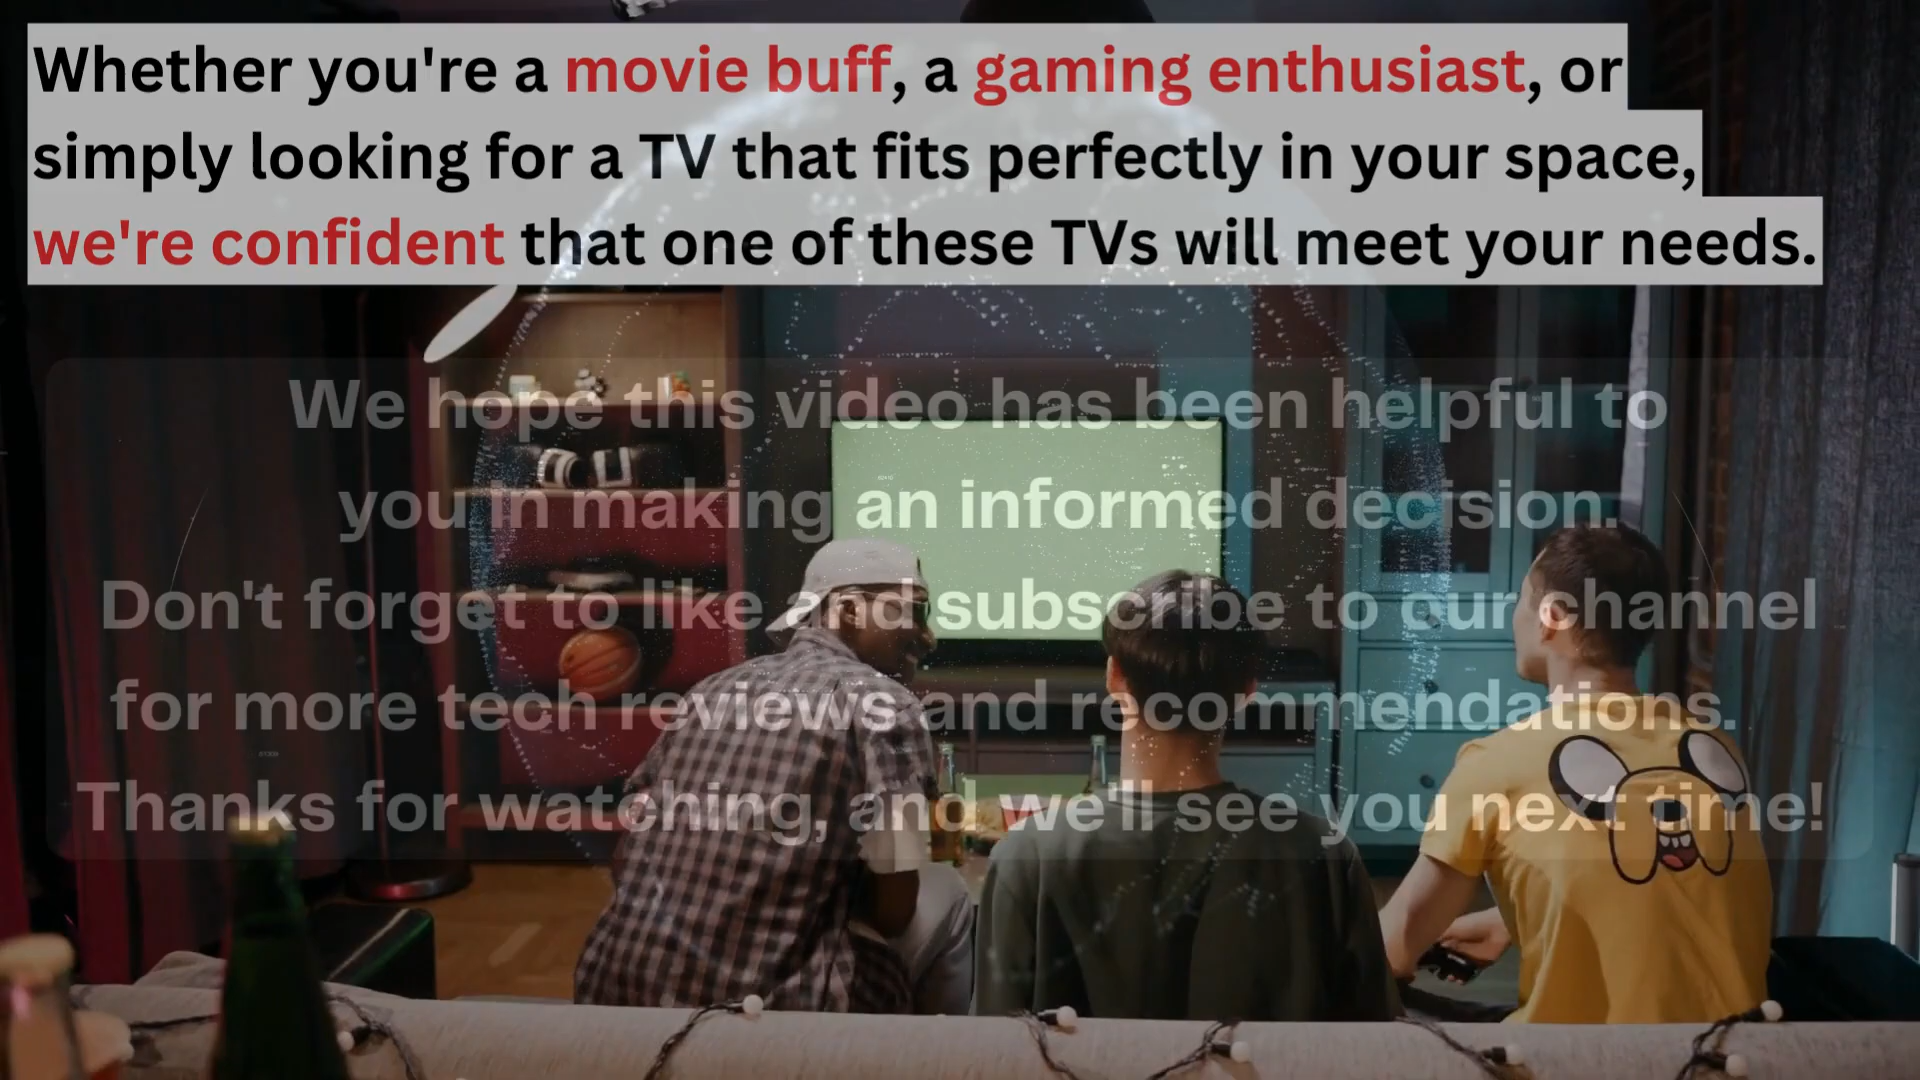 Whether you're a movie buff, a gaming enthusiast, or
simply looking for a TV that fits perfectly in your space,
we're confident that one of these TVs will meet your needs.
We hope this video has been helpful to
you in making an informed decision.
Don't forget to like and subscribe to our channel
for more tech reviews and recommendations.
Thanks for watching, and we'll see you next time!